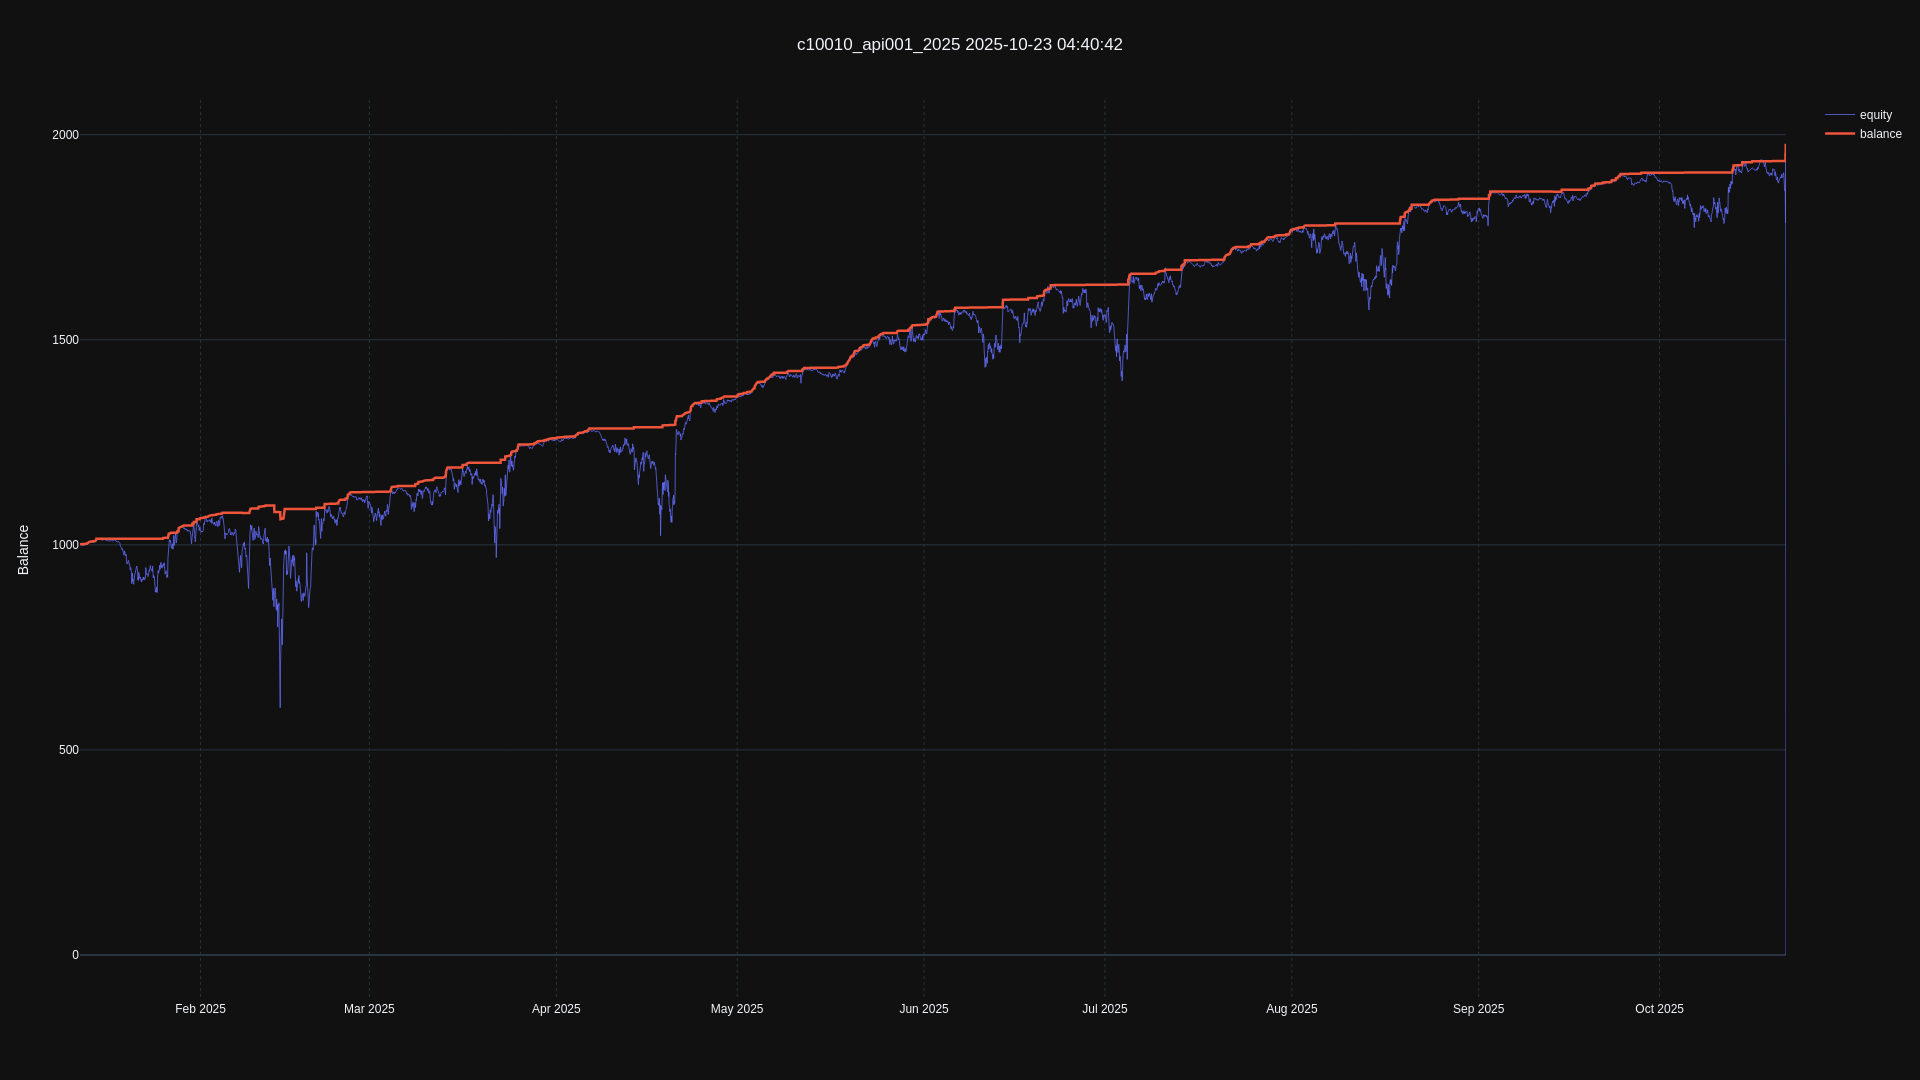 c10010_api001_2025 2025-10-23 04:40:42
equity
balance
2000
1500
1000
500
0
Balance
Feb 2025
Mar 2025
Apr 2025
May 2025
Jun 2025
Jul 2025
Aug 2025
Sep 2025
Oct 2025